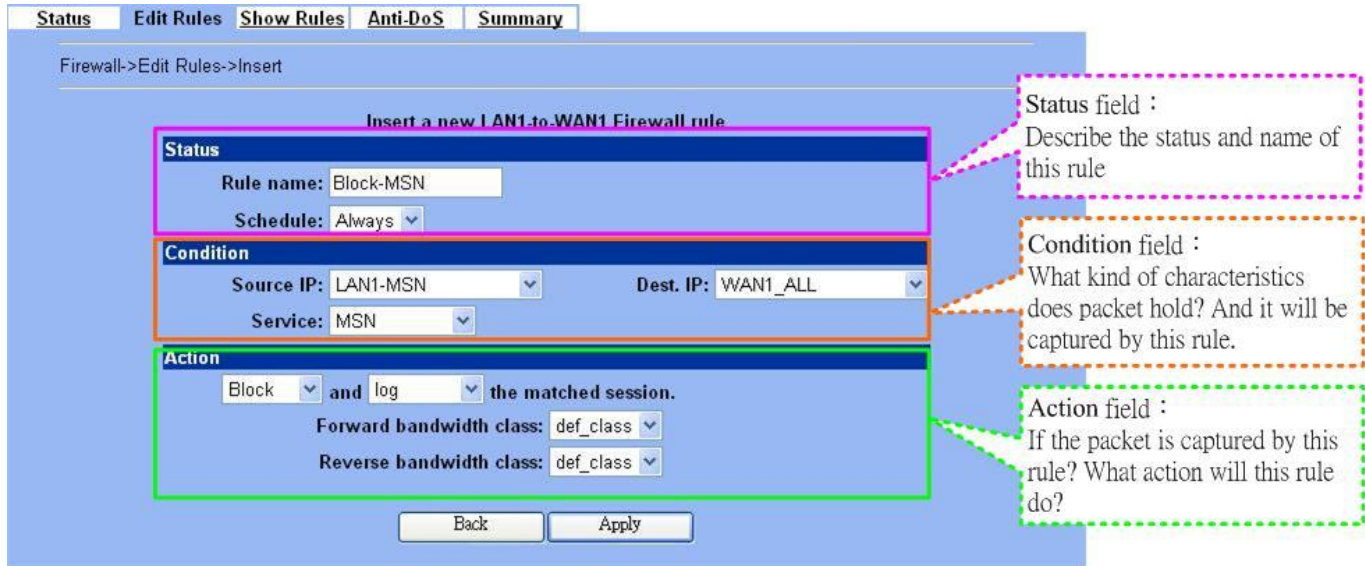 Status Edit Rules Show Rules Anti-DoS Summary
Firewall->Edit Rules->Insert
Insert a new LAN1-to-WAN1 Firewall rule
Status
Rule name: Block-MSN
Schedule: Always
Condition
Source IP: LAN1-MSN Dest. IP: WAN1_ALL
Service: MSN
Action
Block and log the matched session.
Forward bandwidth class: def_class
Reverse bandwidth class: def_class
Back Apply
Status field：
Describe the status and name of
this rule
Condition field：
What kind of characteristics
does packet hold? And it will be
captured by this rule.
Action field：
If the packet is captured by this
rule? What action will this rule
do?